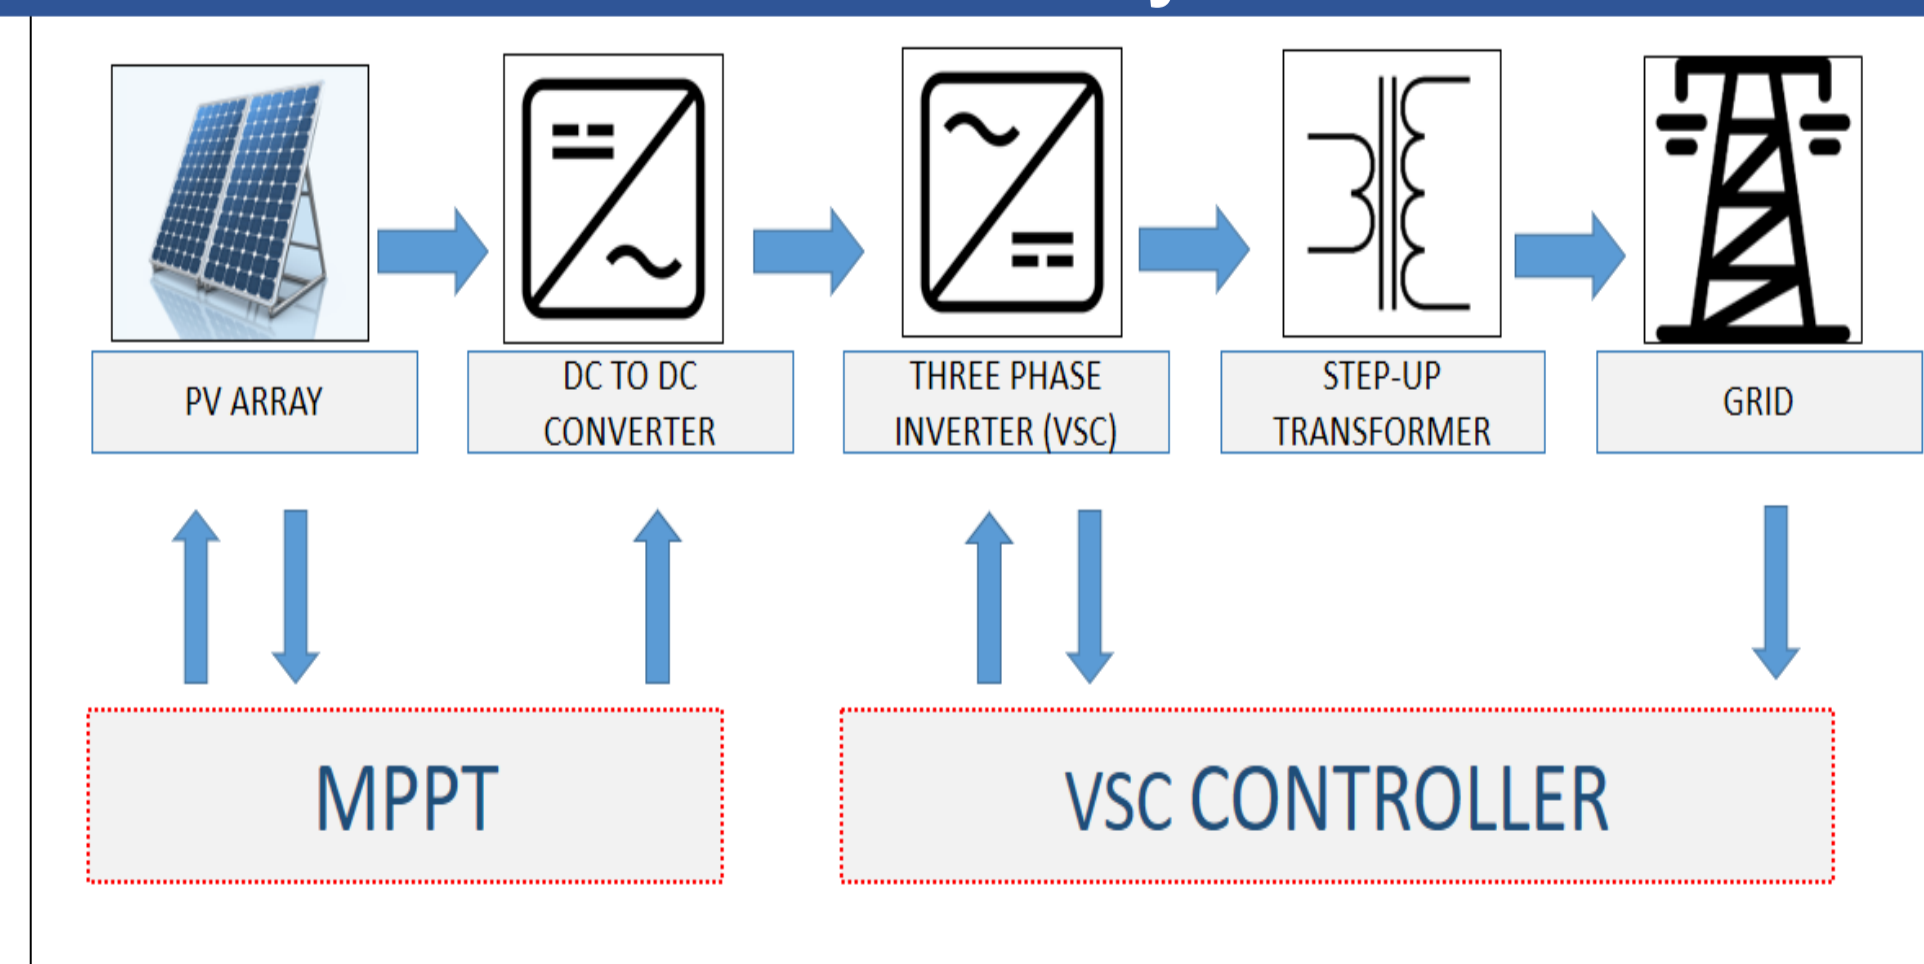 PV ARRAY
DC TO DC
CONVERTER
THREE PHASE
INVERTER (VSC)
STEP-UP
TRANSFORMER
GRID
MPPT
VSC CONTROLLER